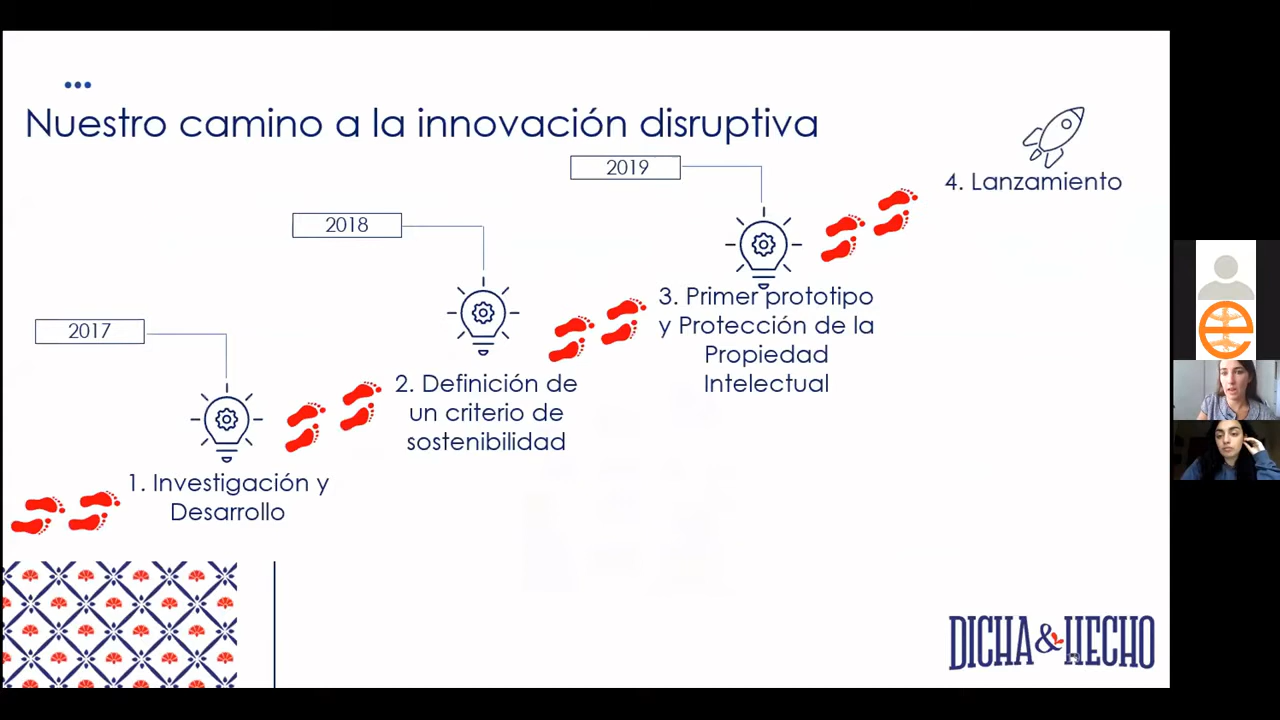 Nuestro camino a la innovación disruptiva
2019
4. Lanzamiento
2018
3. Primer prototipo
y Protección de la
Propiedad
Intelectual
2017
2. Definición de
un criterio de
sostenibilidad
1. Investigación y
Desarrollo
DICHA & HECHO